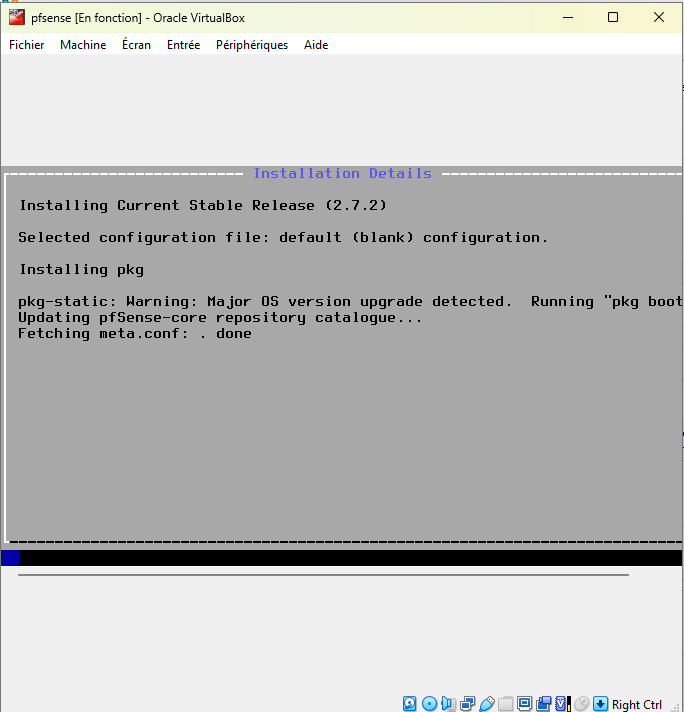 pfsense [En fonction] - Oracle VirtualBox
Fichier Machine Écran Entrée Périphériques Aide
Installation Details
Installing Current Stable Release (2.7.2)
Selected configuration file: default (blank) configuration.
Installing pkg
pkg-static: Warning: Major OS version upgrade detected.  Running "pkg boot
Updating pfSense-core repository catalogue...
Fetching meta.conf: . done
Right Ctrl